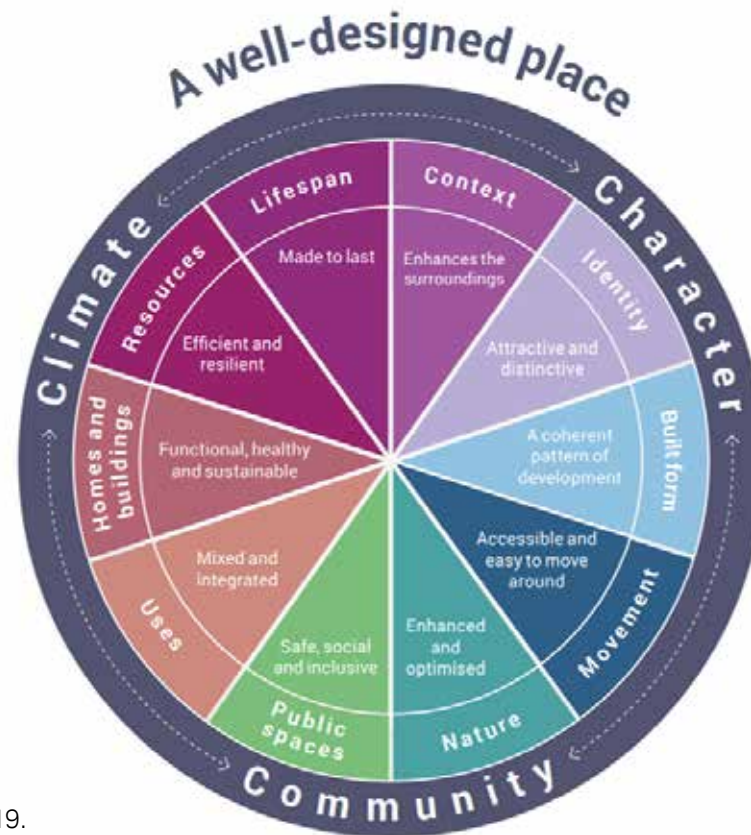 A well-designed place
Climate
Character
Community
Context
Enhances the
surroundings
Identity
Attractive and
distinctive
Built form
A coherent
pattern of
development
Movement
Accessible and
easy to move
around
Nature
Enhanced
and
optimised
Public
spaces
Safe, social
and inclusive
Uses
Mixed and
integrated
Homes and
buildings
Functional, healthy
and sustainable
Resources
Efficient and
resilient
Lifespan
Made to last
19.